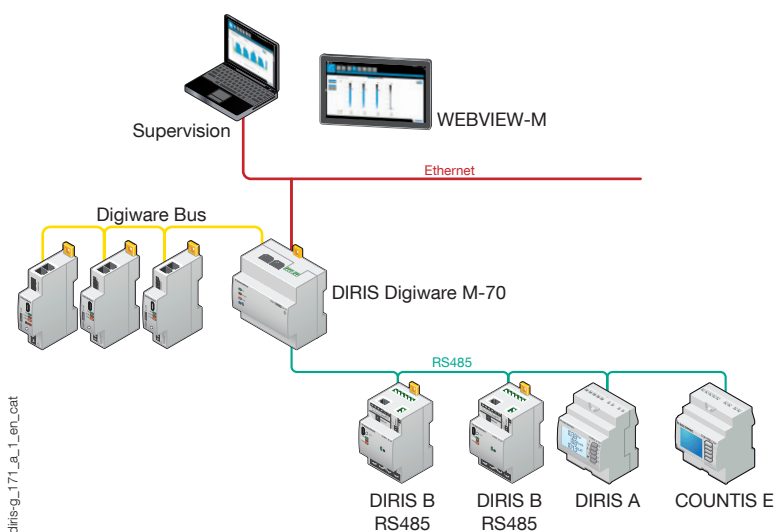 Supervision
WEBVIEW-M
Ethernet
Digiware Bus
DIRIS Digiware M-70
RS485
DIRIS B
RS485
DIRIS B
RS485
DIRIS A
COUNTIS E
diris-g_171_a_1_en_cat